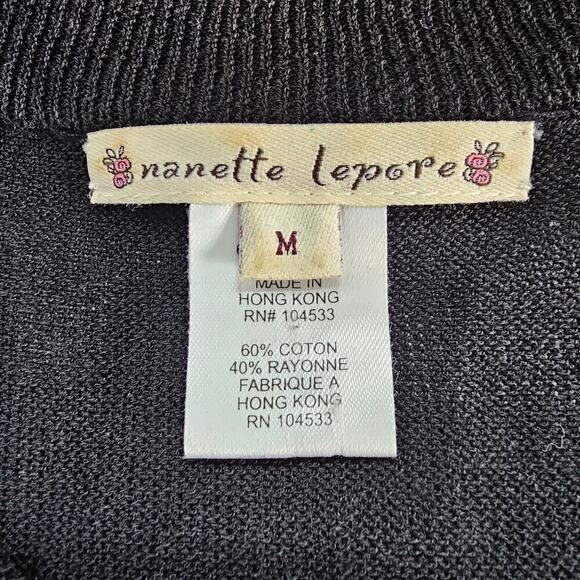 nanette lepore
M
MADE IN
HONG KONG
RN# 104533
60% COTON
40% RAYONNE
FABRIQUE A
HONG KONG
RN 104533